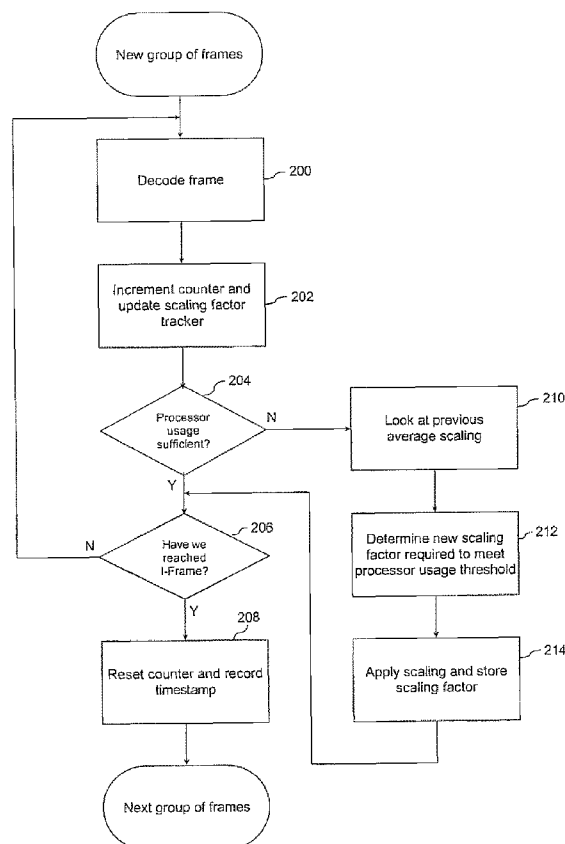 New group of frames
Decode frame
200
Increment counter and
update scaling factor
tracker
202
204
Processor
usage
sufficient?
N
Y
Look at previous
average scaling
210
Determine new scaling
factor required to meet
processor usage threshold
212
Apply scaling and store
scaling factor
214
206
Have we
reached
I-Frame?
N
Y
208
Reset counter and record
timestamp
Next group of frames